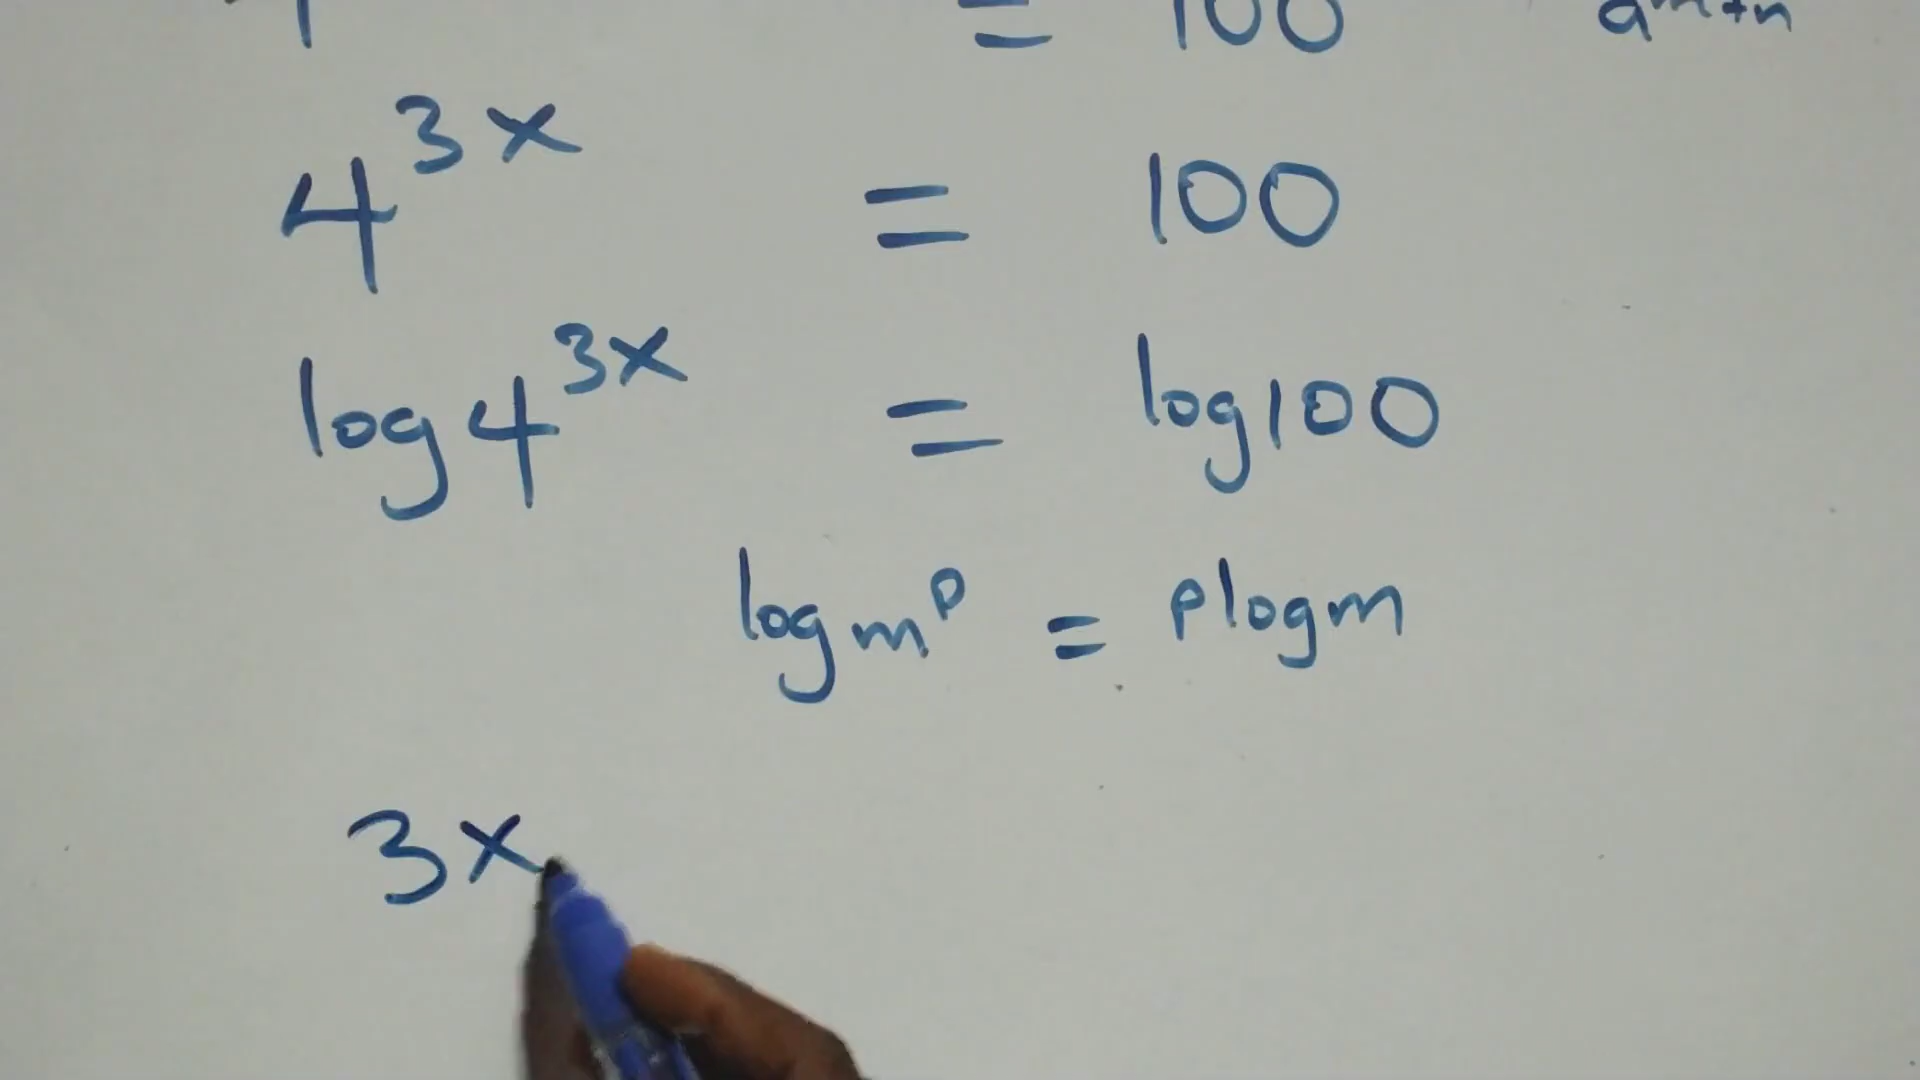 = 100 a^m+n
4^3x = 100
log 4^3x = log 100
log m^p = p log m
3x